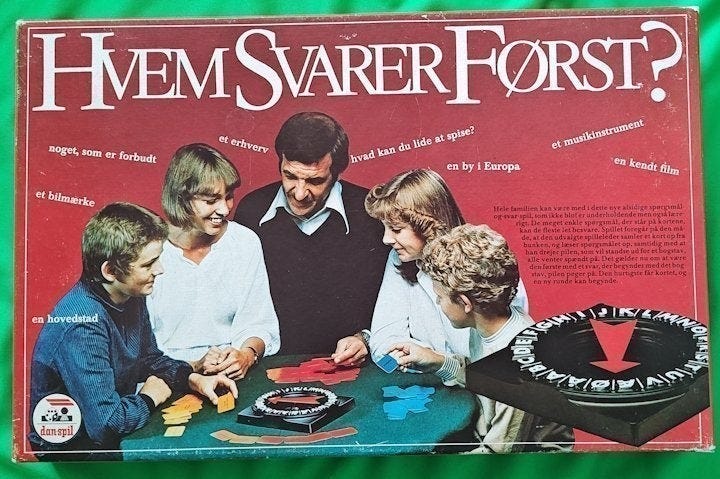 HVEM SVARER FØRST?
et erhverv
et musikinstrument
noget, som er forbudt
hvad kan du lide at spise?
en by i Europa
en kendt film
et bilmærke
Hele familien kan være med i dette nye alsidige spørgsmål
og-svar-spil, som ikke blot er underholdende men også lære-
rigt. De meget enkle spørgsmål, der står på kortene,
kan de fleste let besvare. Spillet foregår på den må-
de, at den udvalgte spilleleder samler et kort op fra
bunken, og læser spørgsmålet op, samtidig med at
han drejer pilen, som vil standse ud for et bogstav,
alle venter spændt på. Det gælder nu om at være
den første med et svar, der begynder med det bog-
stav, pilen peger på. Den hurtigste får kortet, og
en ny runde kan begynde.
en hovedstad
dan-spil